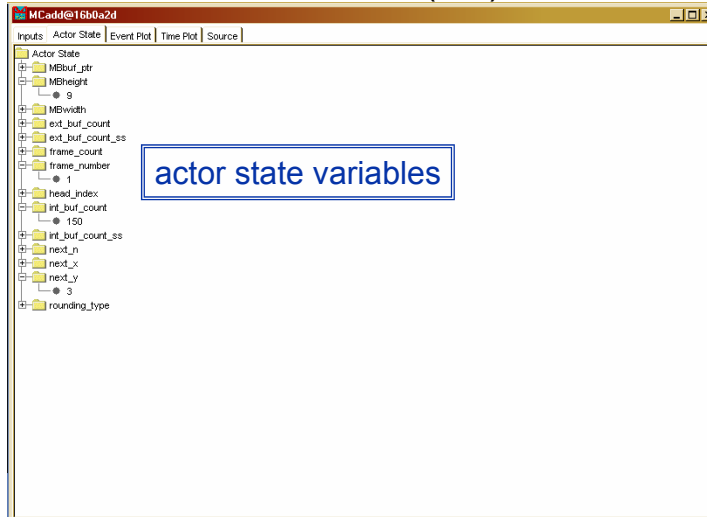 MCadd@16b0a2d
Inputs Actor State Event Plot Time Plot Source
Actor State
MBbuf_ptr
MBheight
9
MBwidth
ext_buf_count
ext_buf_count_ss
frame_count
frame_number
1
actor state variables
head_index
int_buf_count
150
int_buf_count_ss
next_n
next_x
next_y
3
rounding_type